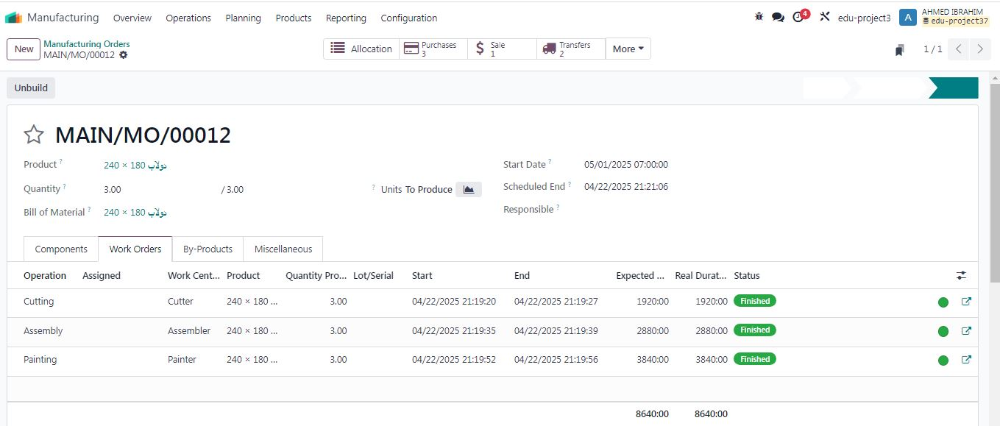 Manufacturing Overview Operations Planning Products Reporting Configuration 4 edu-project3 A AHMED IBRAHIM
edu-project37
New Manufacturing Orders
MAIN/MO/00012
Allocation Purchases 3 Sale 1 Transfers 2 More 1 / 1
Unbuild
MAIN/MO/00012
Product ? دولاب 180 × 240
Start Date ? 05/01/2025 07:00:00
Quantity ? 3.00 / 3.00 ? Units To Produce
Scheduled End ? 04/22/2025 21:21:06
Bill of Material ? دولاب 180 × 240
Responsible ?
Components Work Orders By-Products Miscellaneous
Operation Assigned Work Cent... Product Quantity Pro... Lot/Serial Start End Expected ... Real Durat... Status
Cutting Cutter 240 × 180 ... 3.00 04/22/2025 21:19:20 04/22/2025 21:19:27 1920:00 1920:00 Finished
Assembly Assembler 240 × 180 ... 3.00 04/22/2025 21:19:35 04/22/2025 21:19:39 2880:00 2880:00 Finished
Painting Painter 240 × 180 ... 3.00 04/22/2025 21:19:52 04/22/2025 21:19:56 3840:00 3840:00 Finished
8640:00 8640:00